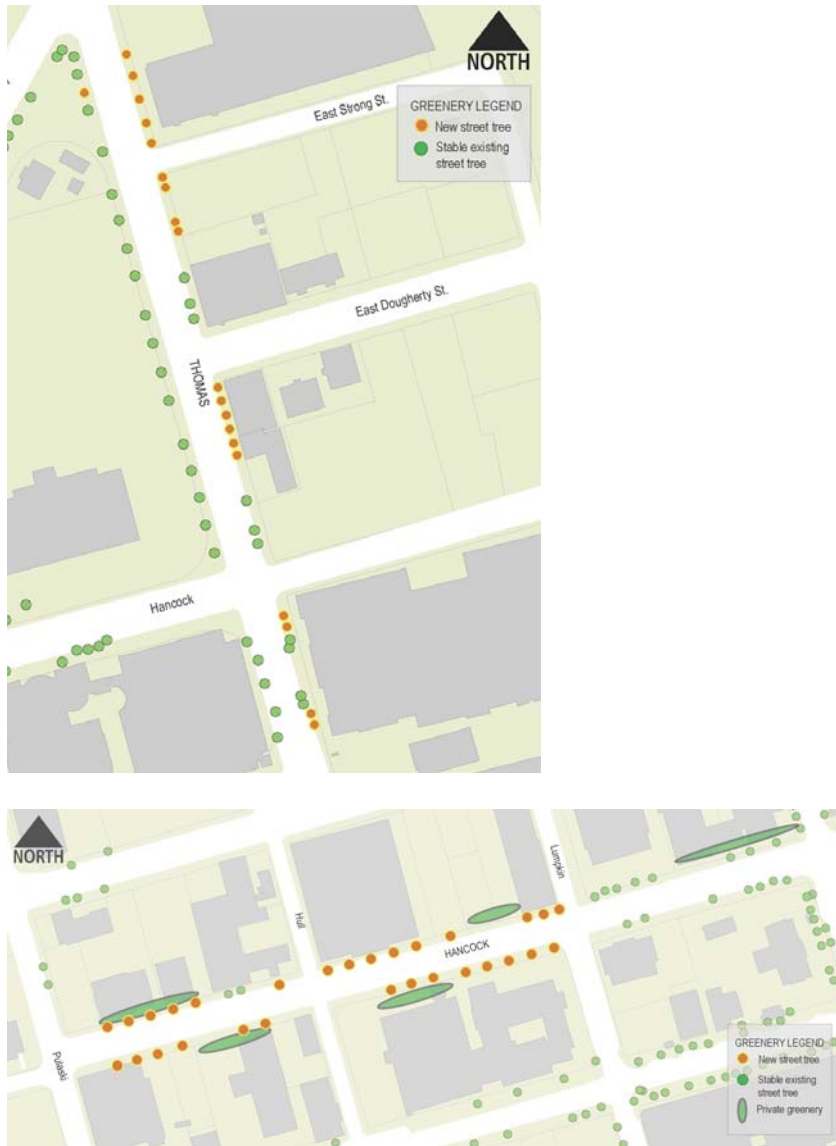 NORTH
GREENERY LEGEND
New street tree
Stable existing
street tree
East Strong St.
East Dougherty St.
THOMAS
Hancock
NORTH
Lumpkin
Hull
HANCOCK
Pulaski
GREENERY LEGEND
New street tree
Stable existing
street tree
Private greenery